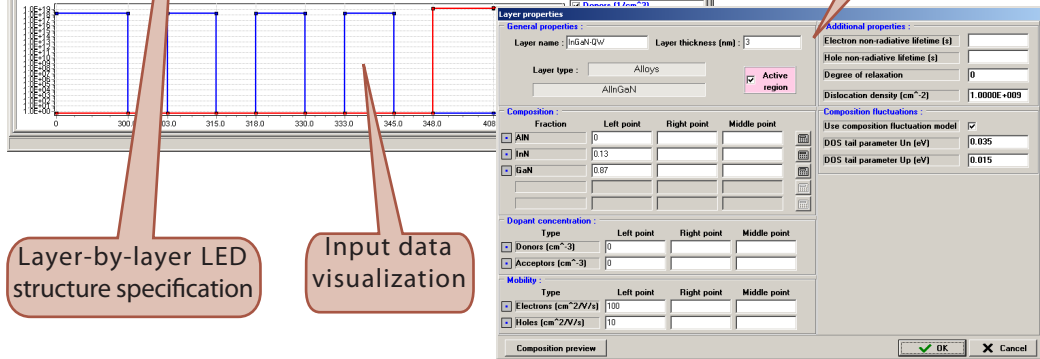 Donors (1/cm^3)
1.0E+19
1.0E+18
1.0E+00
0 300.0 303.0 315.0 318.0 330.0 333.0 345.0 348.0 408
Layer-by-layer LED
structure specification
Input data
visualization
Layer properties
General properties :
Layer name : InGaN-QW Layer thickness (nm) : 3
Layer type : Alloys
AlInGaN
Active
region
Composition :
Fraction Left point Right point Middle point
AlN 0
InN 0.13
GaN 0.87
Dopant concentration :
Type Left point Right point Middle point
Donors (cm^-3) 0
Acceptors (cm^-3) 0
Mobility :
Type Left point Right point Middle point
Electrons (cm^2/V/s) 100
Holes (cm^2/V/s) 10
Composition preview
Additional properties :
Electron non-radiative lifetime (s)
Hole non-radiative lifetime (s)
Degree of relaxation 0
Dislocation density (cm^-2) 1.0000E+009
Composition fluctuations :
Use composition fluctuation model
DOS tail parameter Un (eV) 0.035
DOS tail parameter Up (eV) 0.015
OK Cancel